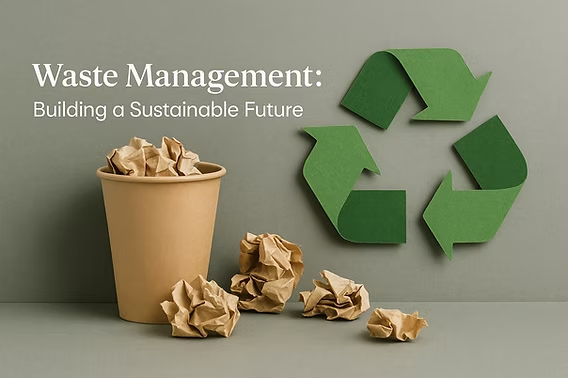 Waste Management:
Building a Sustainable Future